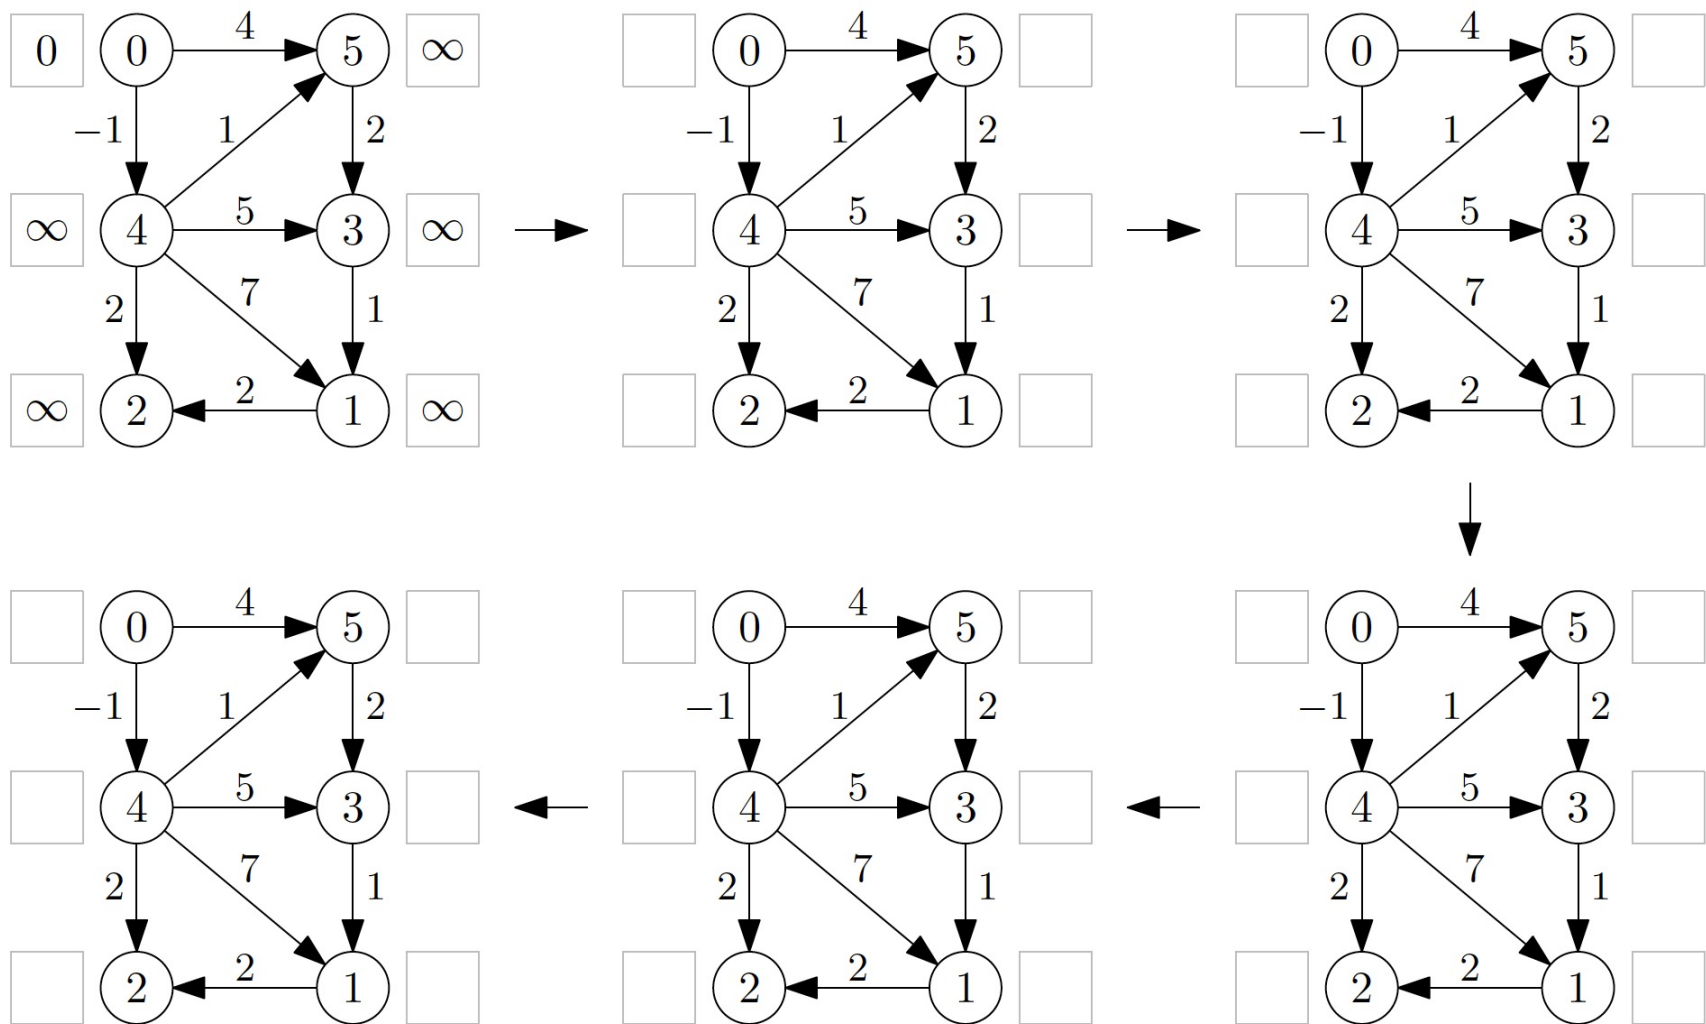 0 0 4 5 ∞ 0 4 5 0 4 5
−1 1 2 −1 1 2 −1 1 2
∞ 4 5 3 ∞ 4 5 3 4 5 3
2 7 1 2 7 1 2 7 1
∞ 2 2 1 ∞ 2 2 1 2 2 1
0 4 5 0 4 5 0 4 5
−1 1 2 −1 1 2 −1 1 2
4 5 3 4 5 3 4 5 3
2 7 1 2 7 1 2 7 1
2 2 1 2 2 1 2 2 1